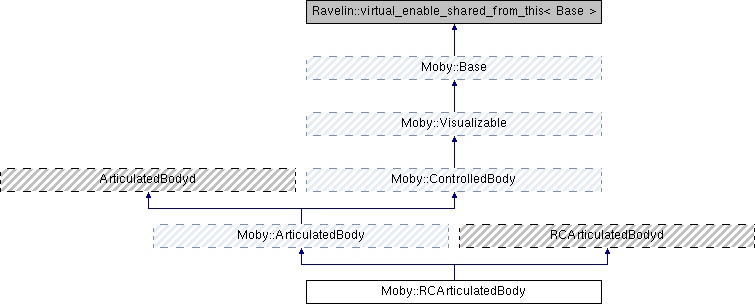 Ravelin::virtual_enable_shared_from_this< Base >
Moby::Base
Moby::Visualizable
ArticulatedBodyd
Moby::ControlledBody
Moby::ArticulatedBody
RCArticulatedBodyd
Moby::RCArticulatedBody